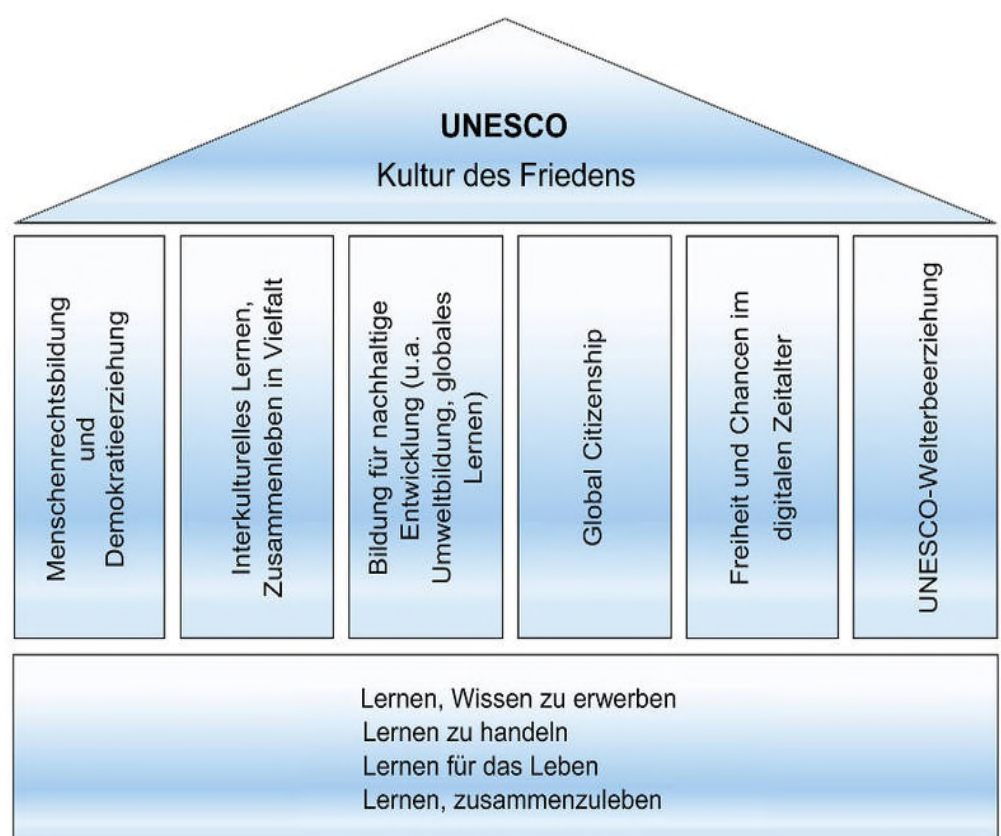 UNESCO
Kultur des Friedens
Menschenrechtsbildung
und
Demokratieerziehung
Interkulturelles Lernen,
Zusammenleben in Vielfalt
Bildung für nachhaltige
Entwicklung (u.a.
Umweltbildung, globales
Lernen)
Global Citizenship
Freiheit und Chancen im
digitalen Zeitalter
UNESCO-Welterbeerziehung
Lernen, Wissen zu erwerben
Lernen zu handeln
Lernen für das Leben
Lernen, zusammenzuleben